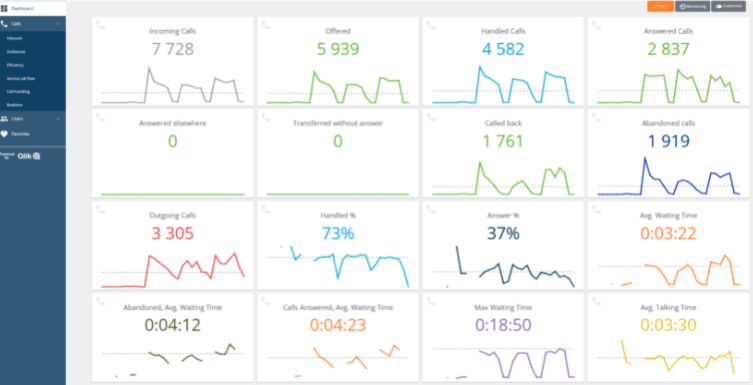 Dashboard
Day
Monitoring
Customize
Calls
Inbound
Outbound
Efficiency
Service call flow
Call handling
Realtime
Users
Favorites
Powered by Qlik Q
Incoming Calls
7 728
Offered
5 939
Handled Calls
4 582
Answered Calls
2 837
Answered elsewhere
0
Transferred without answer
0
Called back
1 761
Abandoned calls
1 919
Outgoing Calls
3 305
Handled %
73%
Answer %
37%
Avg. Waiting Time
0:03:22
Abandoned, Avg. Waiting Time
0:04:12
Calls Answered, Avg. Waiting Time
0:04:23
Max Waiting Time
0:18:50
Avg. Talking Time
0:03:30